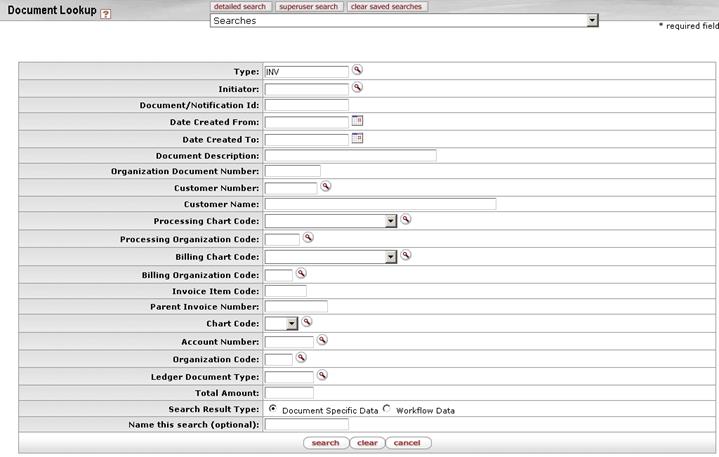 Document Lookup ?
detailed search superuser search clear saved searches
Searches
* required field
Type: INV
Initiator:
Document/Notification Id:
Date Created From:
Date Created To:
Document Description:
Organization Document Number:
Customer Number:
Customer Name:
Processing Chart Code:
Processing Organization Code:
Billing Chart Code:
Billing Organization Code:
Invoice Item Code:
Parent Invoice Number:
Chart Code:
Account Number:
Organization Code:
Ledger Document Type:
Total Amount:
Search Result Type: Document Specific Data Workflow Data
Name this search (optional):
search clear cancel